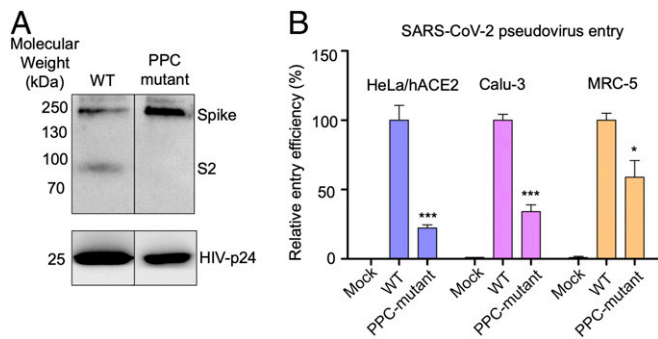 A
Molecular
Weight
(kDa)
WT
PPC
mutant
250
130
100
70
25
Spike
S2
HIV-p24
B
SARS-CoV-2 pseudovirus entry
Relative entry efficiency (%)
150
100
50
0
HeLa/hACE2
Calu-3
MRC-5
***
***
*
Mock
WT
PPC-mutant
Mock
WT
PPC-mutant
Mock
WT
PPC-mutant